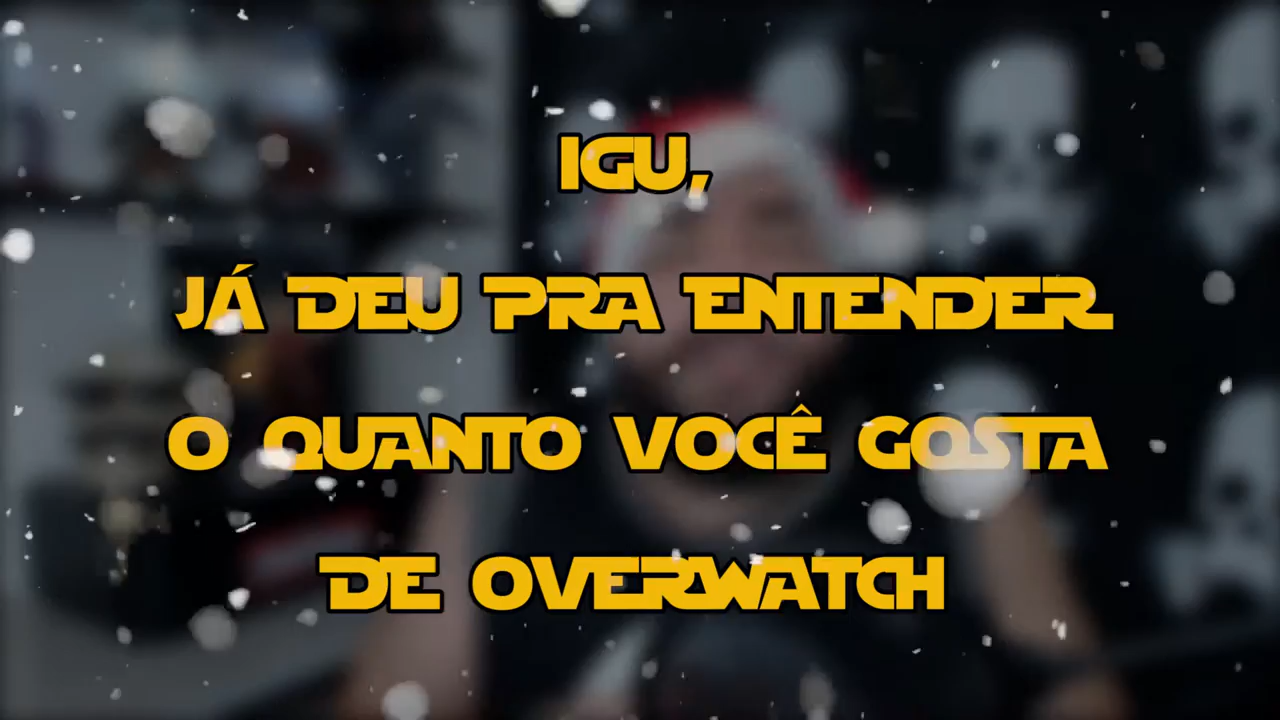 IGU,
JÁ DEU PRA ENTENDER
O QUANTO VOCÊ GOSTA
DE OVERWATCH